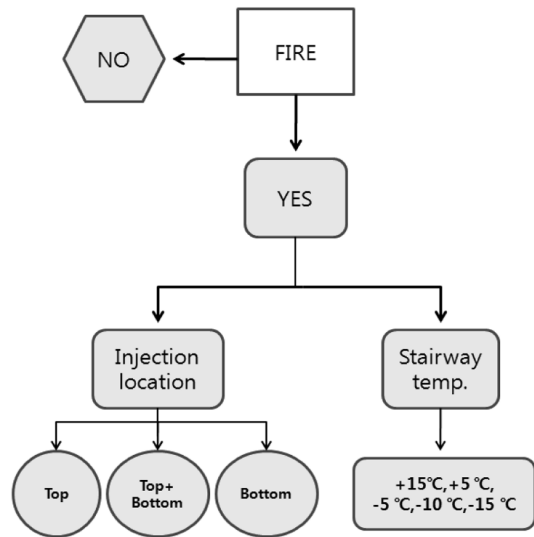 NO
FIRE
YES
Injection
location
Stairway
temp.
Top
Top+
Bottom
Bottom
+15℃,+5 ℃,
-5 ℃,-10 ℃,-15 ℃